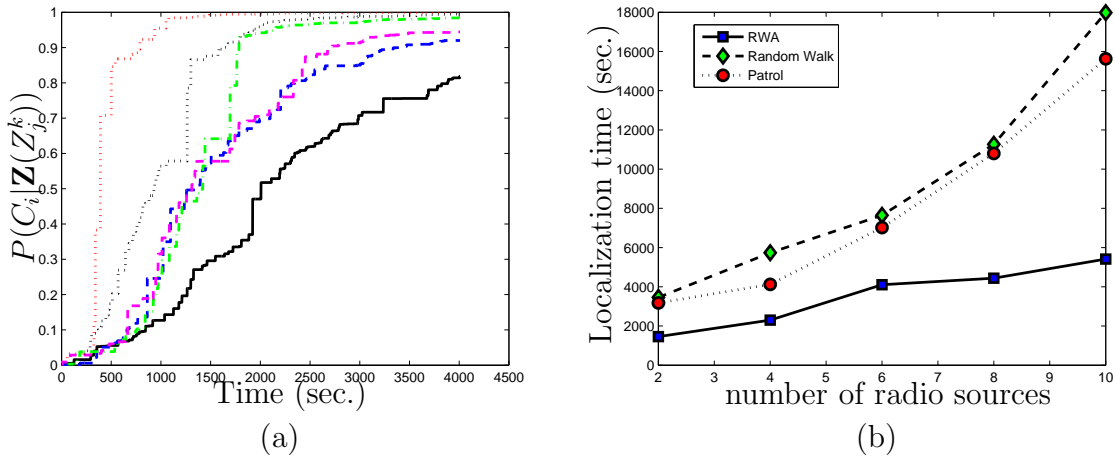 P(C_i|Z(Z_j^k))
1
0.9
0.8
0.7
0.6
0.5
0.4
0.3
0.2
0.1
0
0 500 1000 1500 2000 2500 3000 3500 4000 4500
Time (sec.)
(a)
Localization time (sec.)
18000
16000
14000
12000
10000
8000
6000
4000
2000
0
RWA
Random Walk
Patrol
2 3 4 5 6 7 8 9 10
number of radio sources
(b)